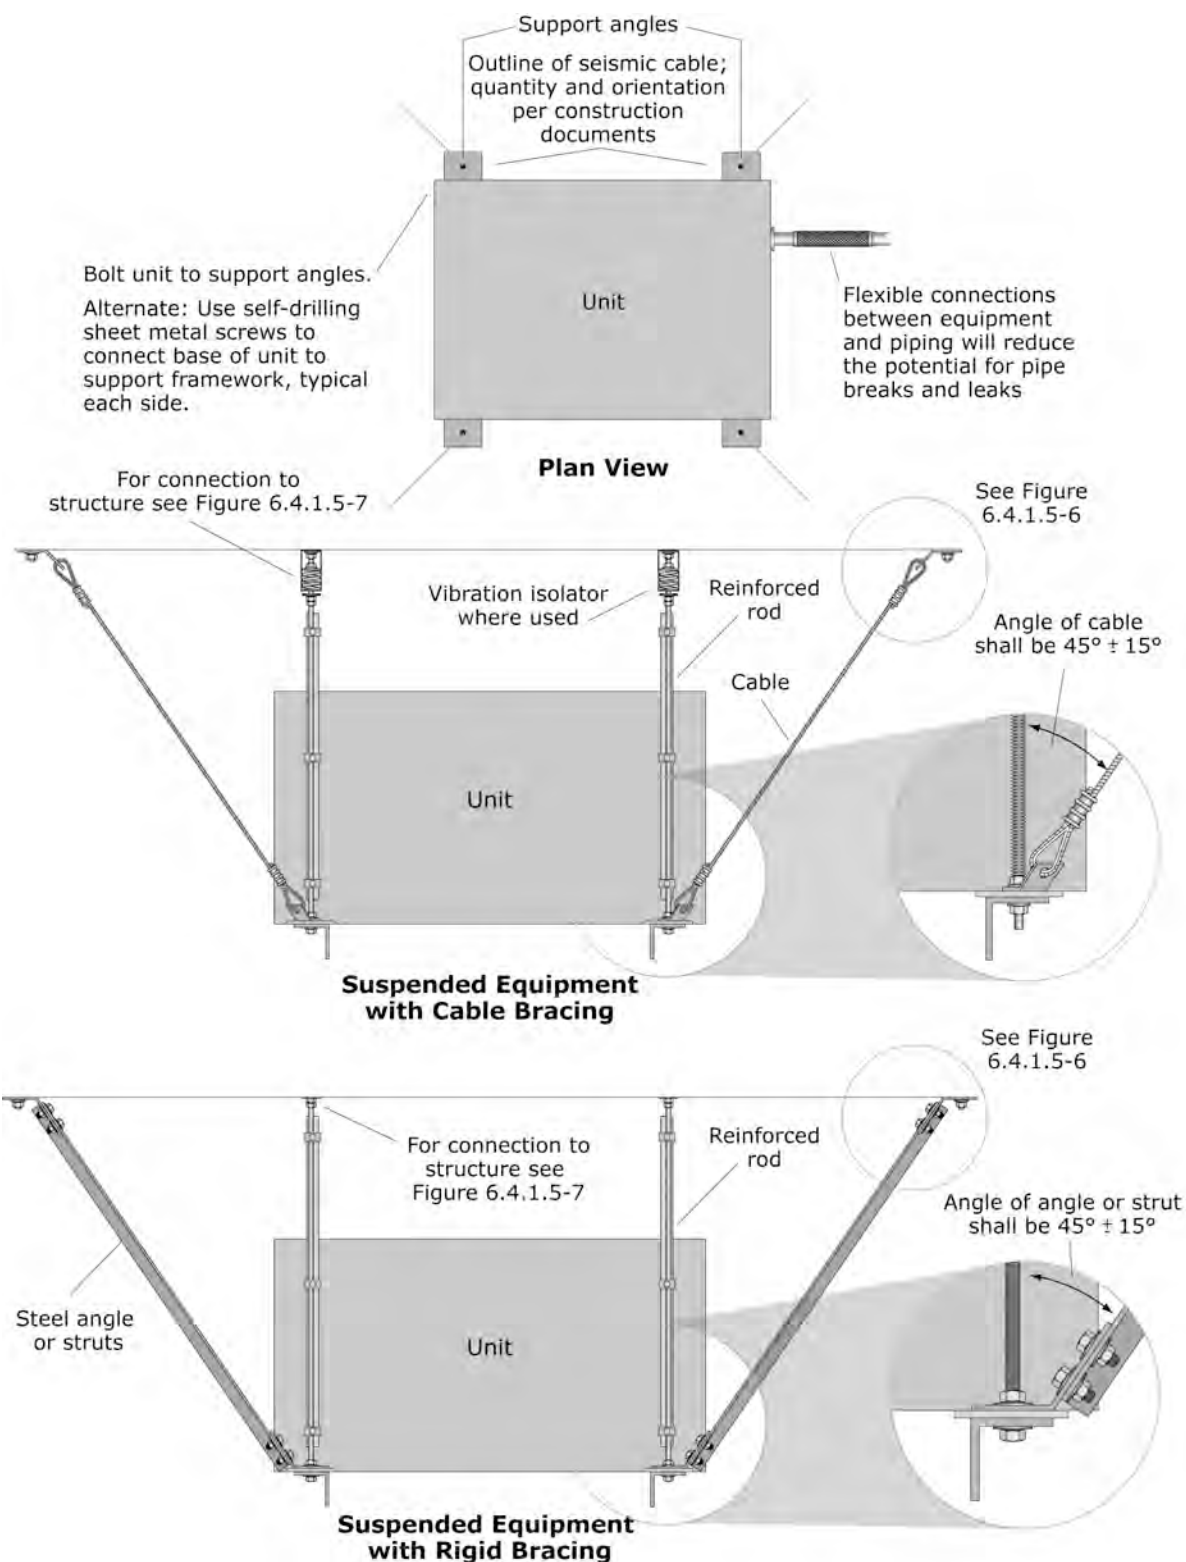 Support angles
Outline of seismic cable;
quantity and orientation
per construction
documents
Unit
Bolt unit to support angles.
Alternate: Use self-drilling
sheet metal screws to
connect base of unit to
support framework, typical
each side.
Flexible connections
between equipment
and piping will reduce
the potential for pipe
breaks and leaks
Plan View
For connection to
structure see Figure 6.4.1.5-7
See Figure
6.4.1.5-6
Vibration isolator
where used
Reinforced
rod
Angle of cable
shall be 45° ± 15°
Cable
Unit
Suspended Equipment
with Cable Bracing
See Figure
6.4.1.5-6
For connection to
structure see
Figure 6.4.1.5-7
Reinforced
rod
Angle of angle or strut
shall be 45° ± 15°
Steel angle
or struts
Unit
Suspended Equipment
with Rigid Bracing